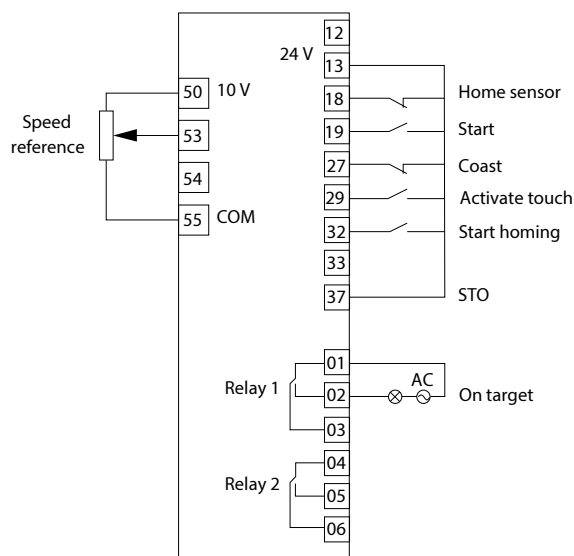 12
24 V
13
50 10 V
18 Home sensor
Speed
reference
53
19 Start
54
27 Coast
29 Activate touch
55 COM
32 Start homing
33
37 STO
01
Relay 1
02 AC On target
03
04
Relay 2
05
06